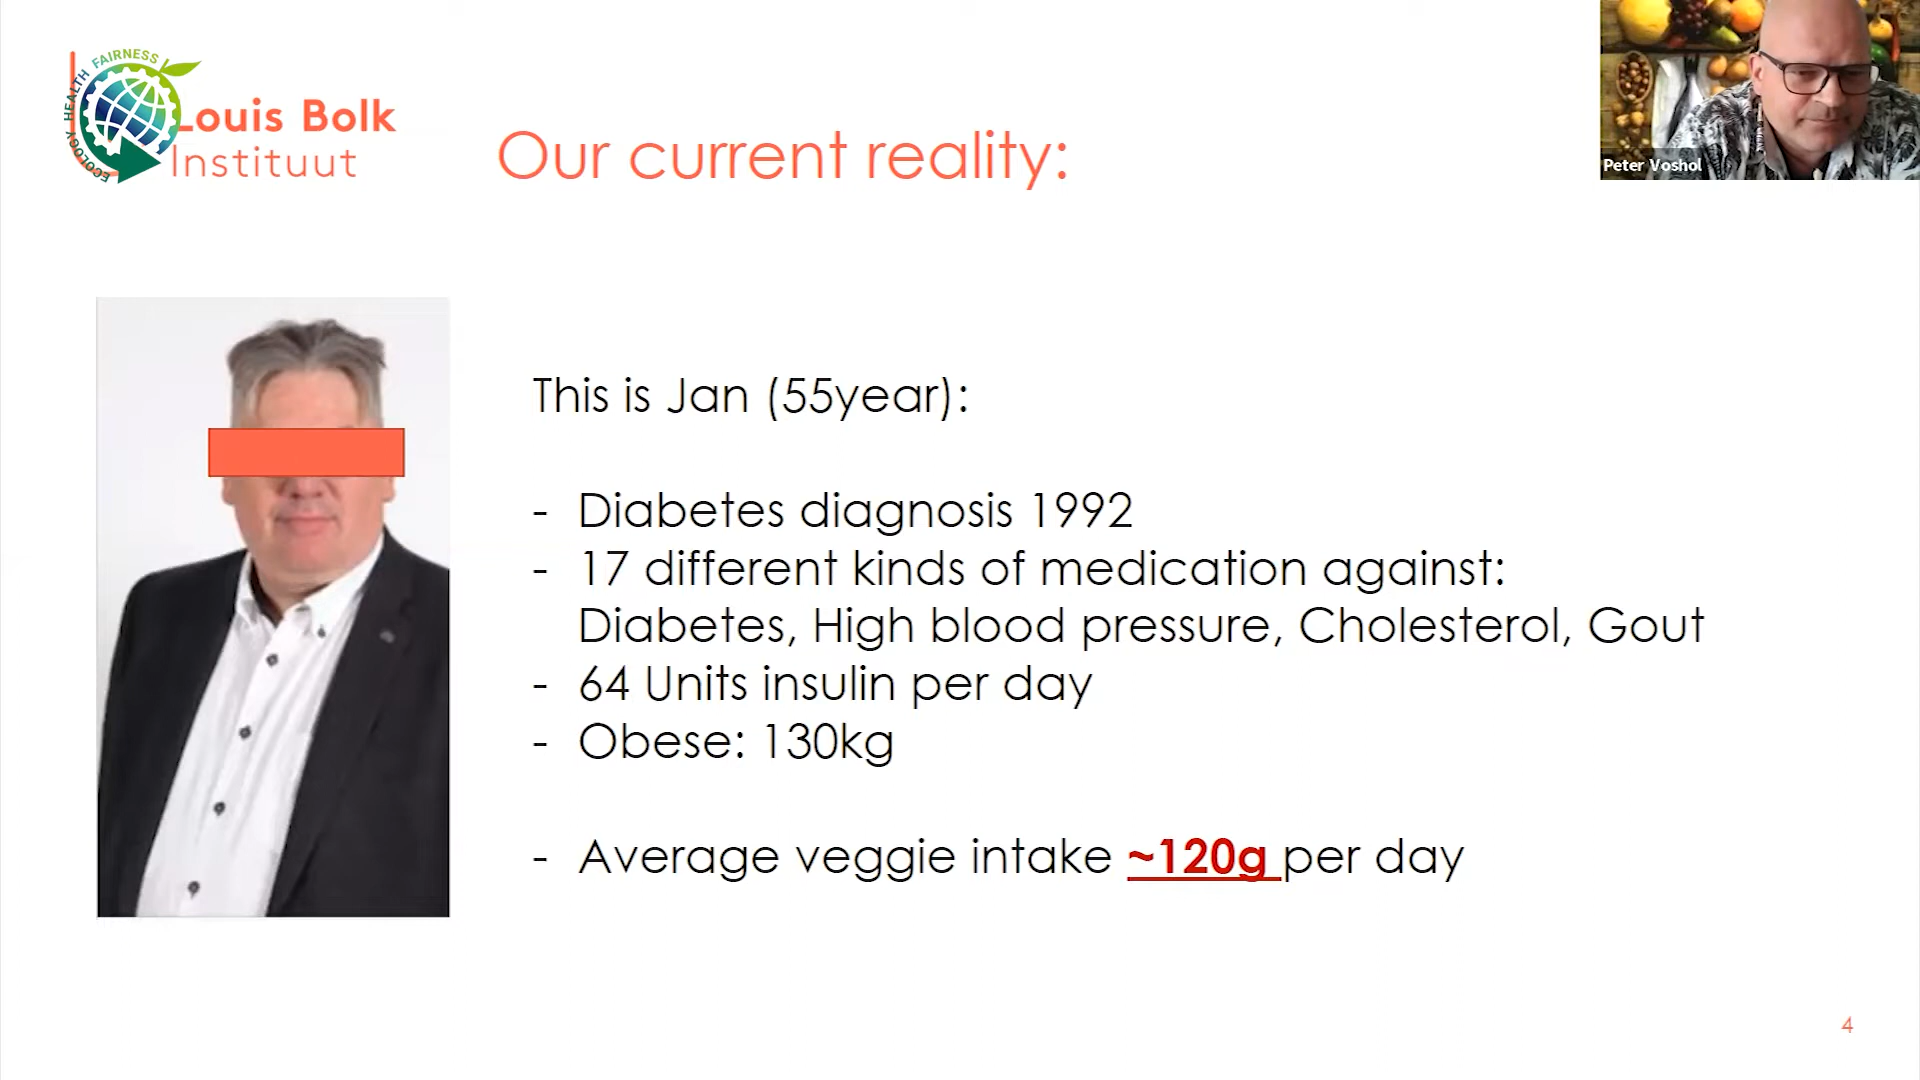 FAIRNESS
HEALTH
ECOLOGY
Louis Bolk
Instituut
Our current reality:
Peter Voshol
This is Jan (55year):
- Diabetes diagnosis 1992
- 17 different kinds of medication against:
Diabetes, High blood pressure, Cholesterol, Gout
- 64 Units insulin per day
- Obese: 130kg
- Average veggie intake ~120g per day
4